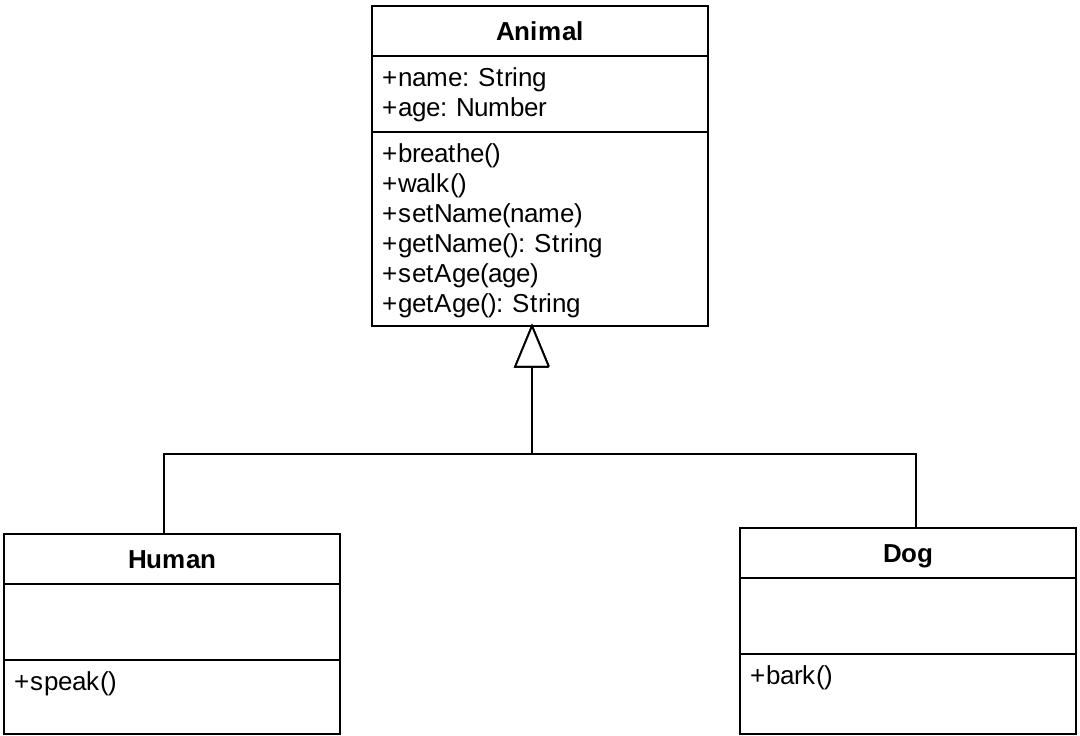 Animal
+name: String
+age: Number
+breathe()
+walk()
+setName(name)
+getName(): String
+setAge(age)
+getAge(): String
Human
+speak()
Dog
+bark()